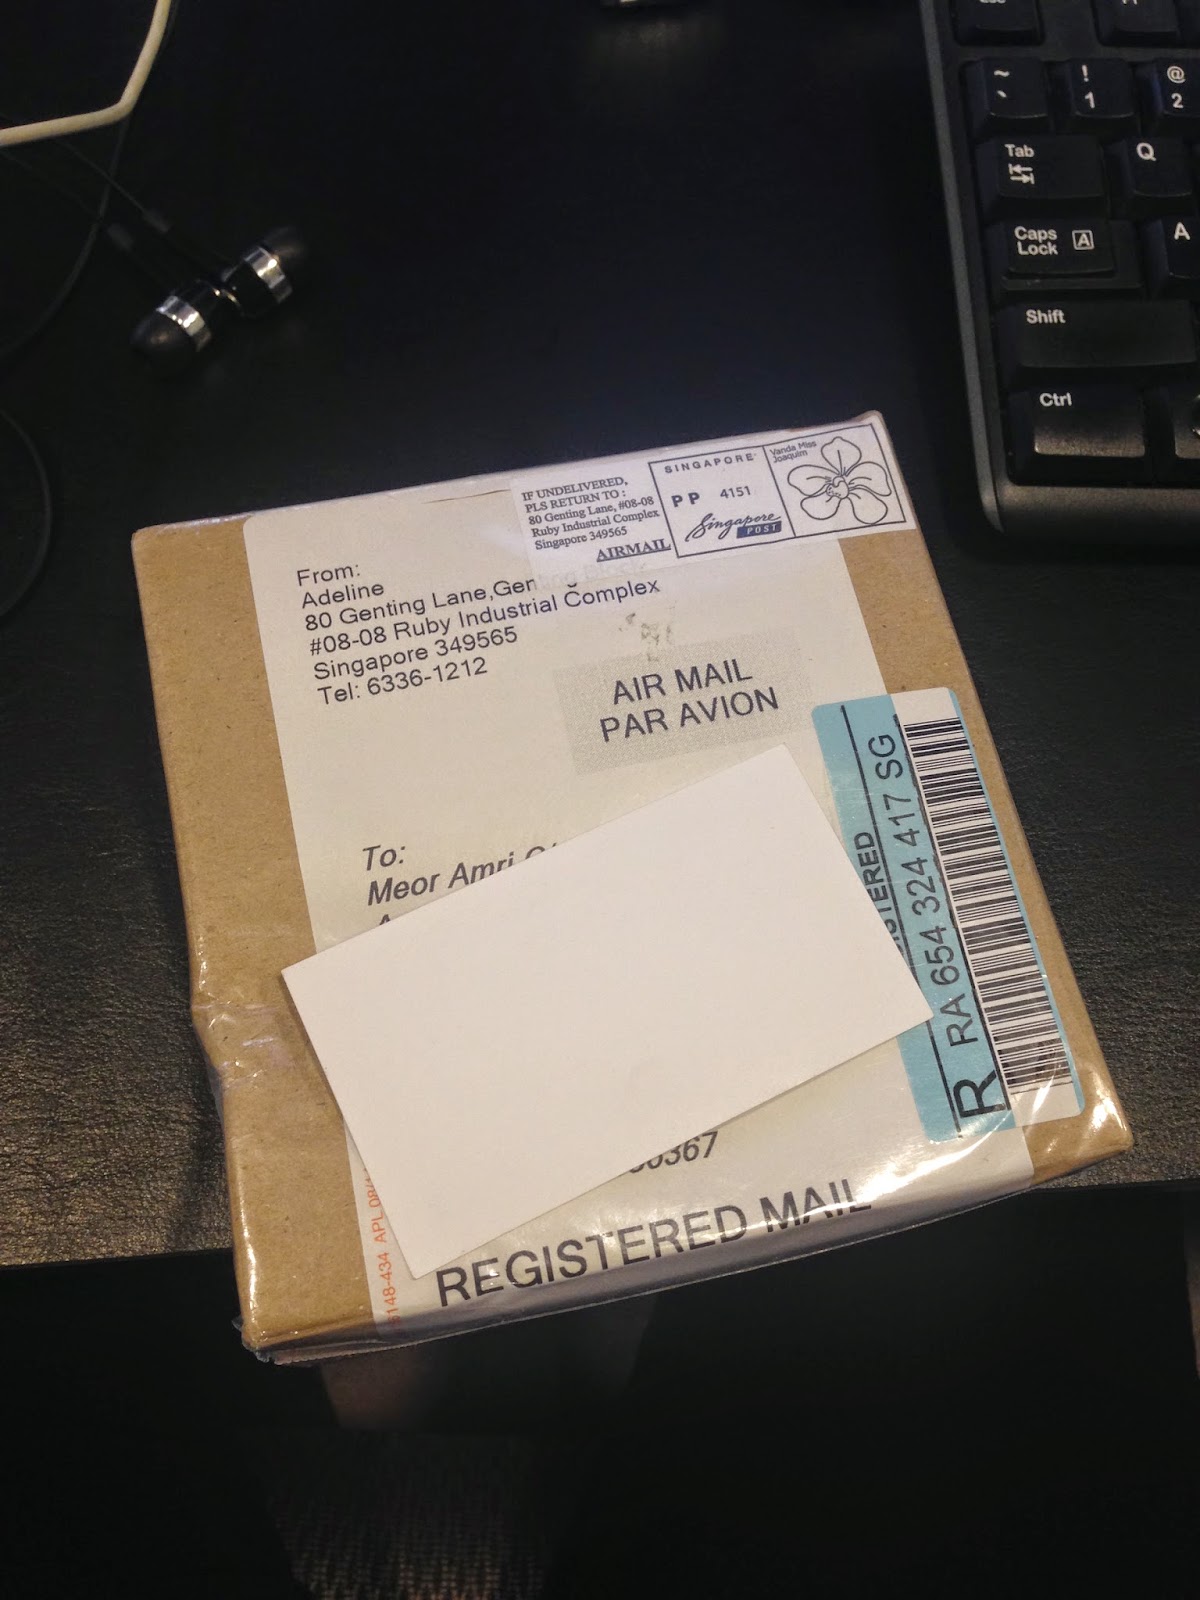 Esc
~
`
!
1
@
2
Tab
Q
Caps
Lock
A
A
Shift
Ctrl
IF UNDELIVERED,
PLS RETURN TO :
80 Genting Lane, #08-08
Ruby Industrial Complex
Singapore 349565
AIRMAIL
SINGAPORE
PP 4151
Singapore
POST
Vanda Miss
Joaquim
From:
Adeline
80 Genting Lane,
#08-08 Ruby Industrial Complex
Singapore 349565
Tel: 6336-1212
AIR MAIL
PAR AVION
To:
Meor Amri
R
RA 654 324 417 SG
REGISTERED MAIL